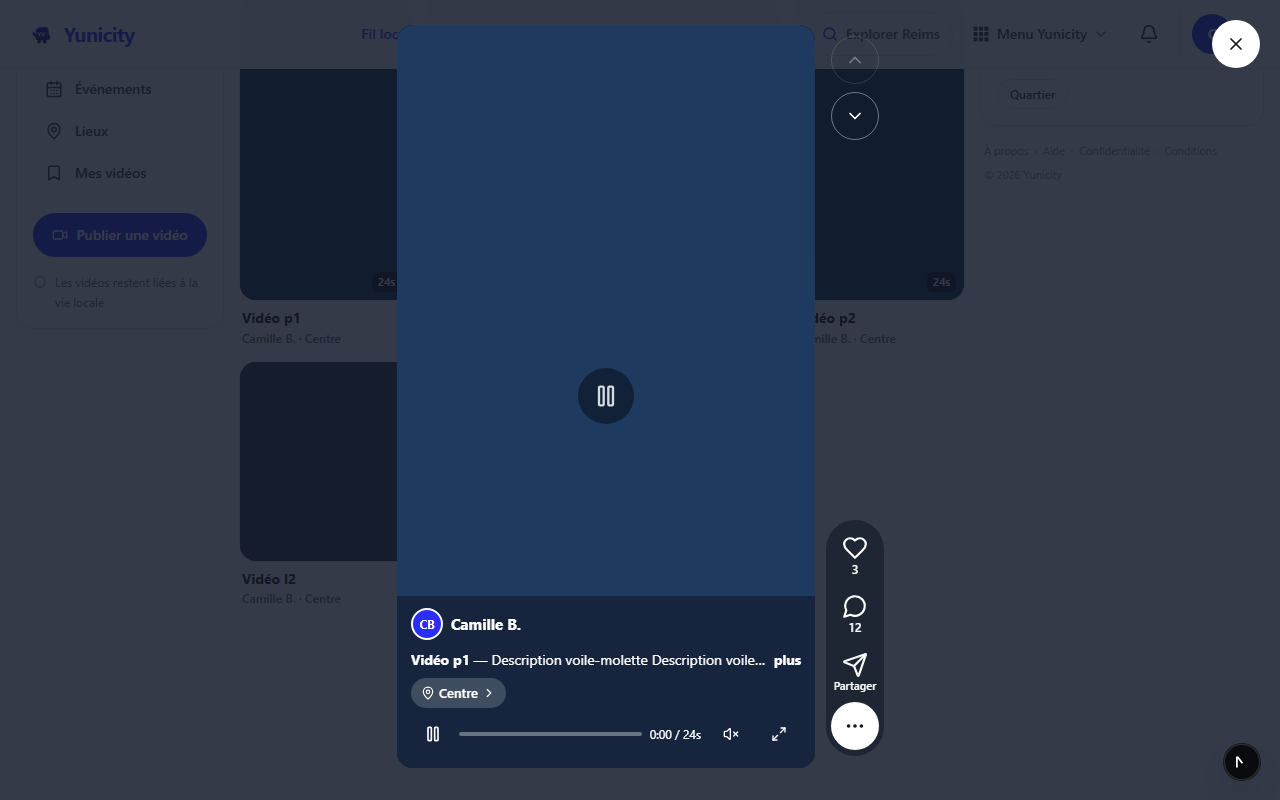 Yunicity
Fil loc
Explorer Reims
Menu Yunicity
Événements
Lieux
Mes vidéos
Publier une vidéo
Les vidéos restent liées à la
vie locale
24s
Vidéo p1
Camille B. · Centre
Vidéo l2
Camille B. · Centre
24s
déo p2
mille B. · Centre
Quartier
À propos · Aide · Confidentialité · Conditions
© 2026 Yunicity
CB
Camille B.
Vidéo p1 — Description voile-molette Description voile... plus
Centre
0:00 / 24s
3
12
Partager